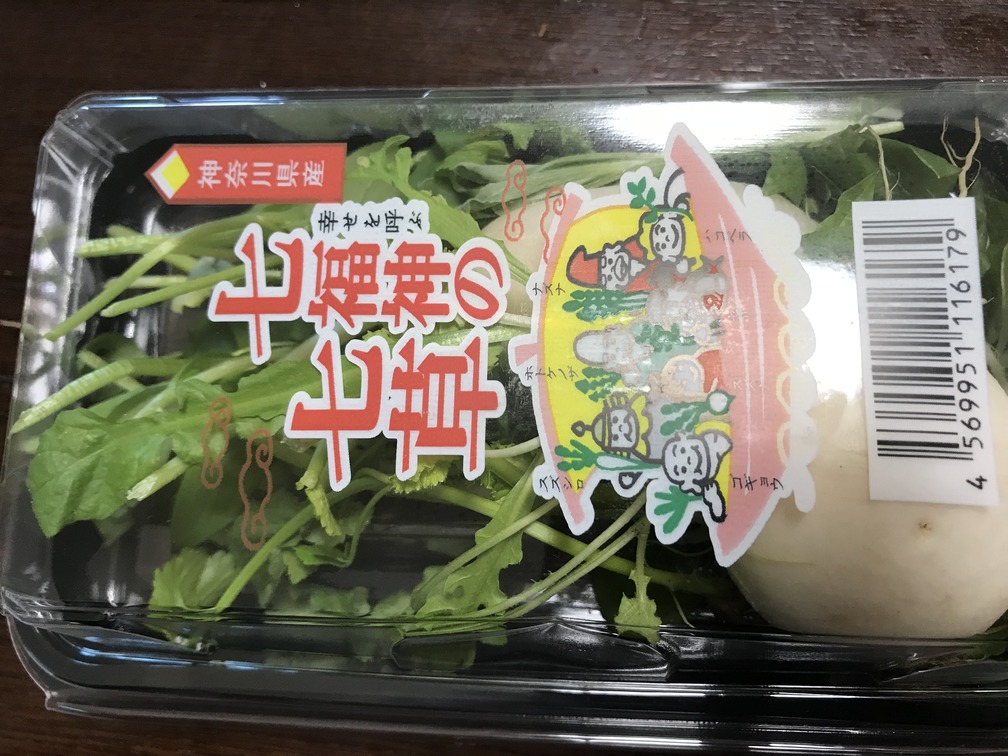 神奈川県産
幸せを呼ぶ
七福神の
七草
ハコベラ
ナズナ
ホトケノザ
スズシロ
ゴギョウ
4 569951 116179